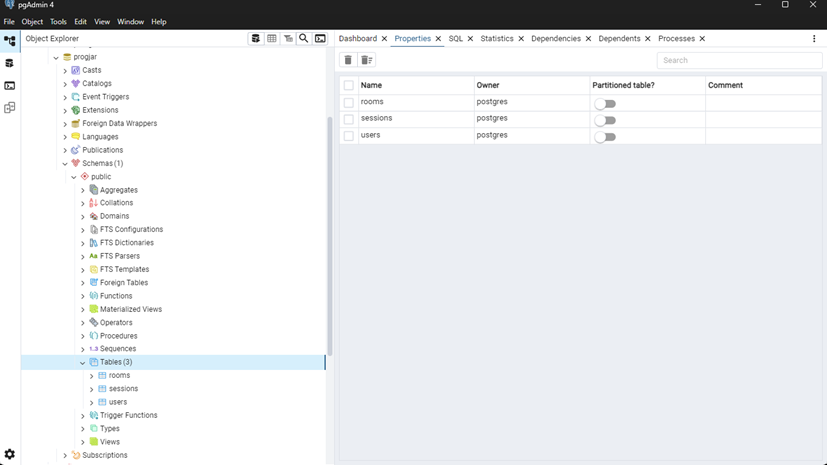 pgAdmin 4
File Object Tools Edit View Window Help
Object Explorer
progjar
Casts
Catalogs
Event Triggers
Extensions
Foreign Data Wrappers
Languages
Publications
Schemas (1)
public
Aggregates
Collations
Domains
FTS Configurations
FTS Dictionaries
Aa FTS Parsers
FTS Templates
Foreign Tables
Functions
Materialized Views
Operators
Procedures
1..3 Sequences
Tables (3)
rooms
sessions
users
Trigger Functions
Types
Views
Subscriptions
Dashboard Properties SQL Statistics Dependencies Dependents Processes
Search
Name Owner Partitioned table? Comment
rooms postgres
sessions postgres
users postgres